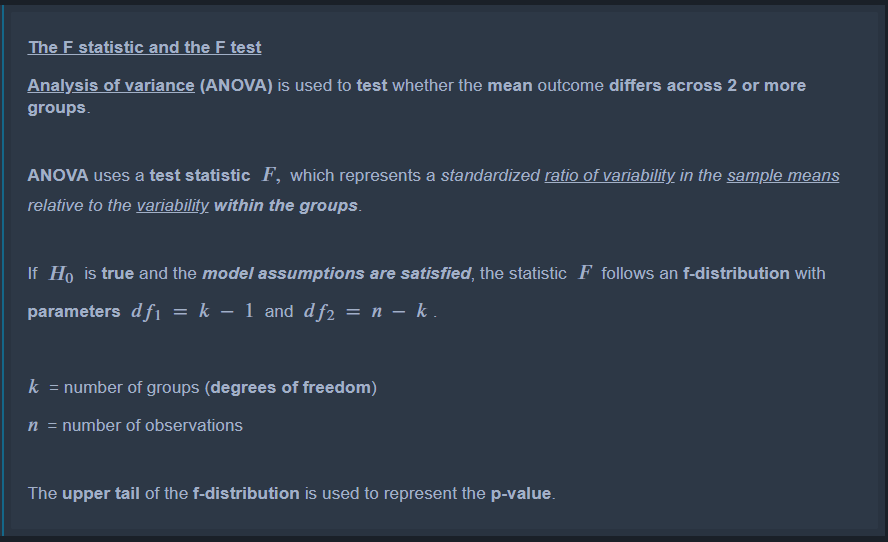 The F statistic and the F test
Analysis of variance (ANOVA) is used to test whether the mean outcome differs across 2 or more
groups.
ANOVA uses a test statistic F, which represents a standardized ratio of variability in the sample means
relative to the variability within the groups.
If H₀ is true and the model assumptions are satisfied, the statistic F follows an f-distribution with
parameters df₁ = k − 1 and df₂ = n − k .
k = number of groups (degrees of freedom)
n = number of observations
The upper tail of the f-distribution is used to represent the p-value.